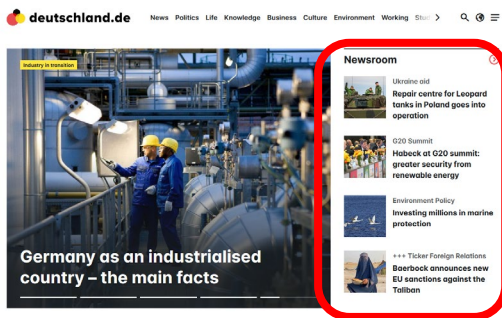 deutschland.de
News Politics Life Knowledge Business Culture Environment Working
Industry in transition
Germany as an industrialised
country – the main facts
Newsroom
Ukraine aid
Repair centre for Leopard
tanks in Poland goes into
operation
G20 Summit
Habeck at G20 summit:
greater security from
renewable energy
Environment Policy
Investing millions in marine
protection
+++ Ticker Foreign Relations
Baerbock announces new
EU sanctions against the
Taliban